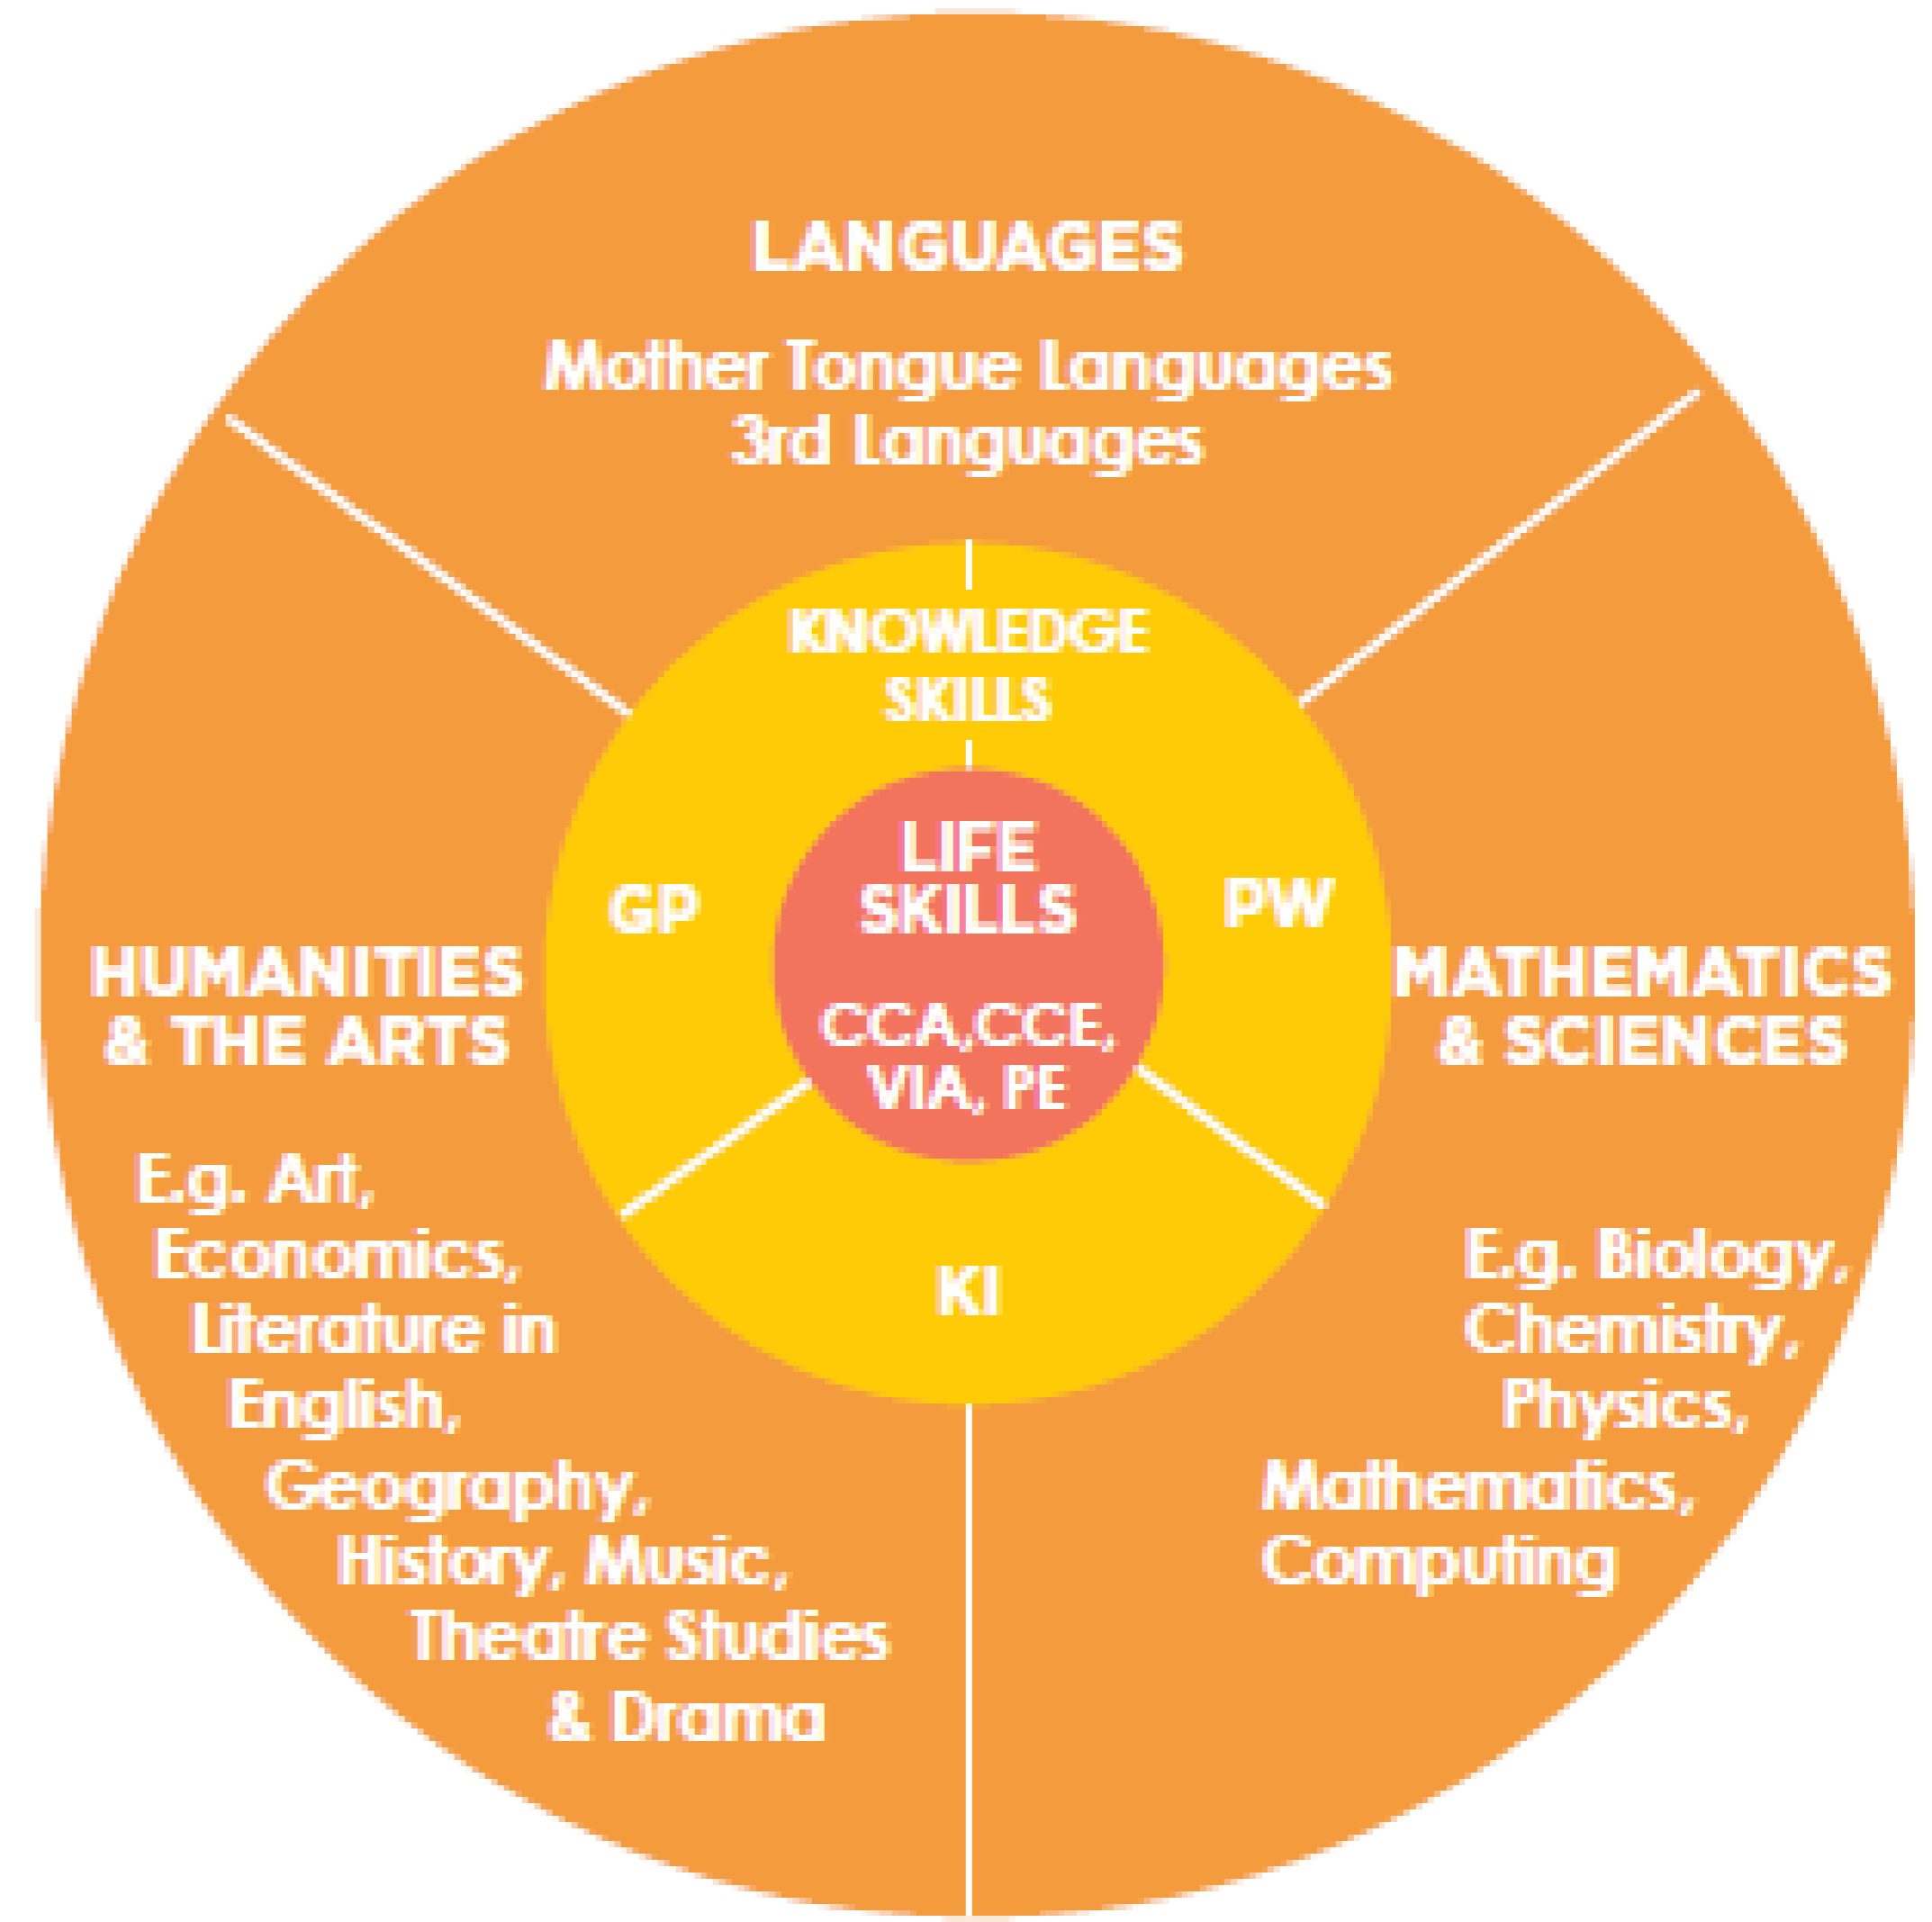 LANGUAGES
Mother Tongue Languages
3rd Languages
KNOWLEDGE
SKILLS
LIFE
SKILLS
CCA,CCE,
VIA, PE
GP
PW
KI
HUMANITIES
& THE ARTS
E.g. Art,
Economics,
Literature in
English,
Geography,
History, Music,
Theatre Studies
& Drama
MATHEMATICS
& SCIENCES
E.g. Biology,
Chemistry,
Physics,
Mathematics,
Computing